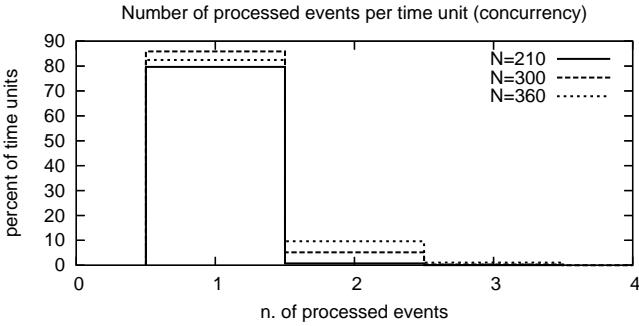 Number of processed events per time unit (concurrency)
percent of time units
90
80
70
60
50
40
30
20
10
0
N=210
N=300
N=360
0 1 2 3 4
n. of processed events